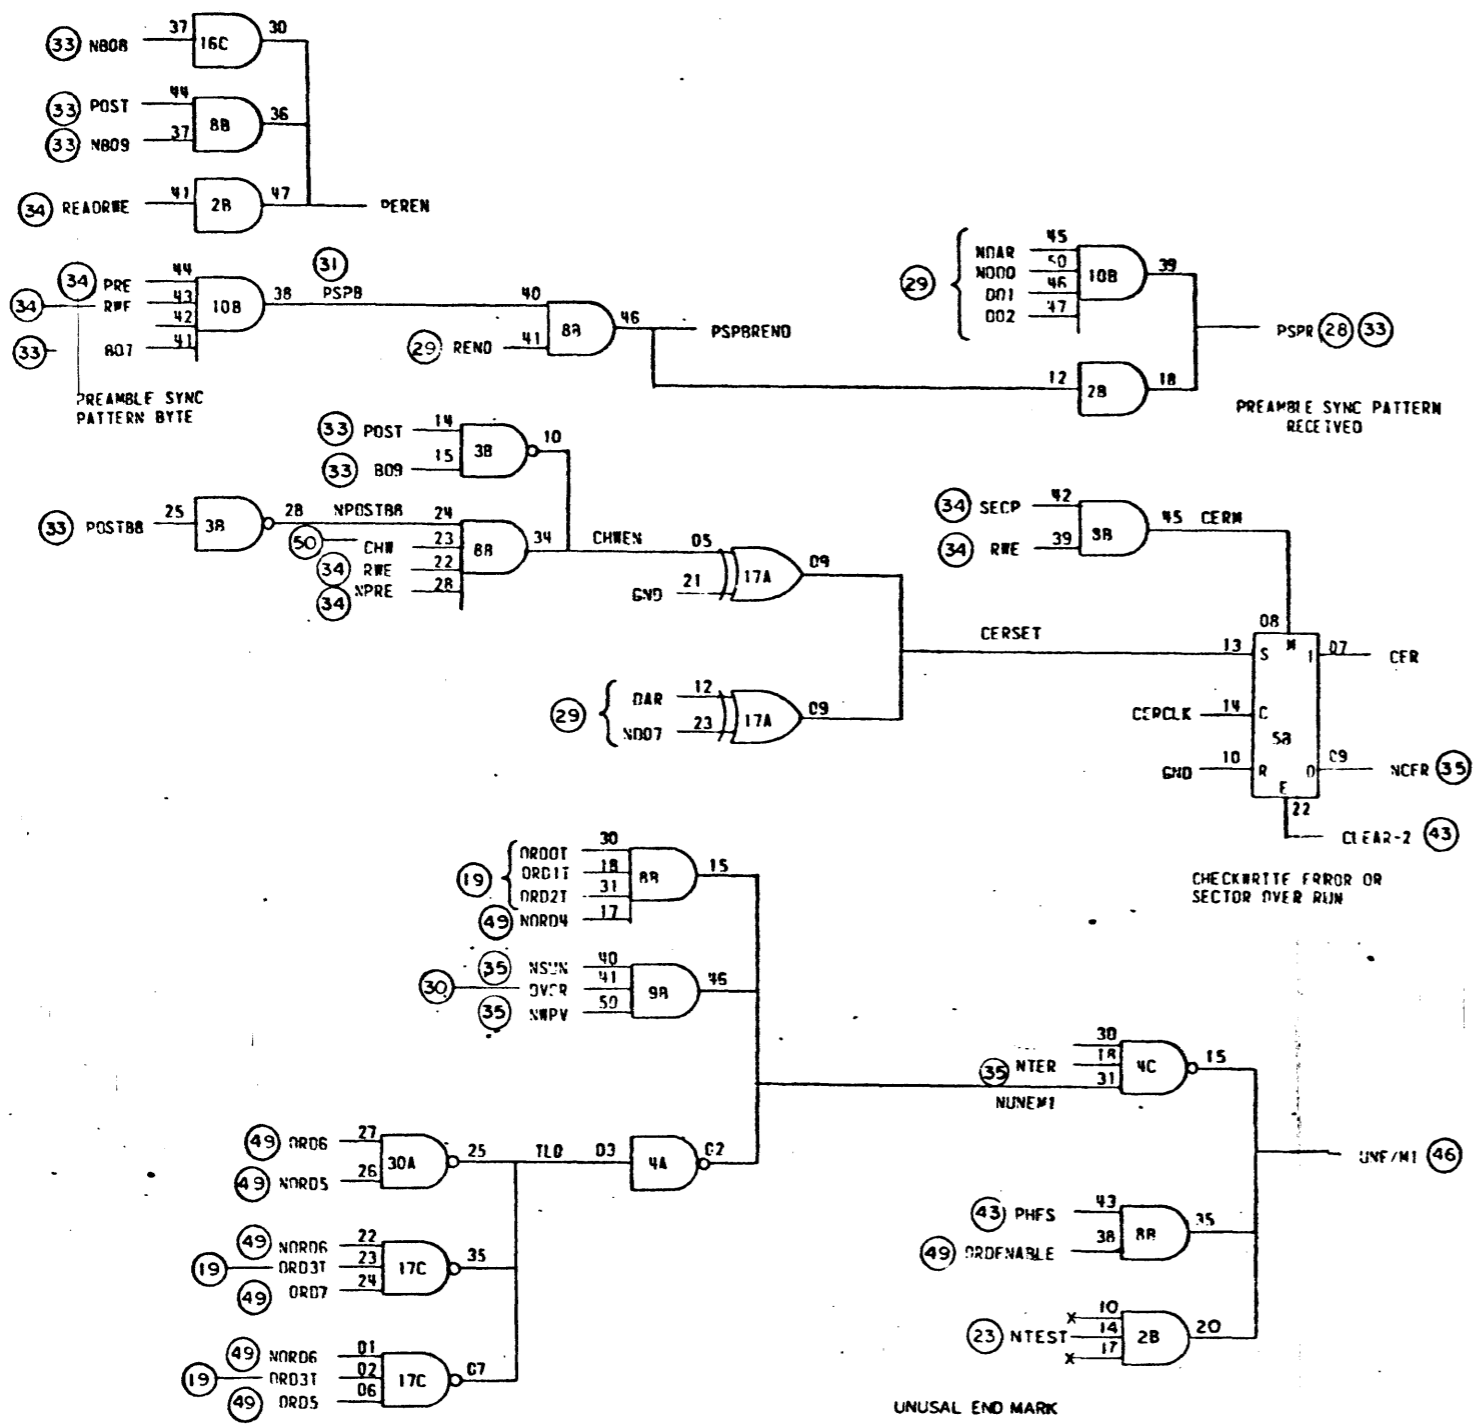 33 NB08 37 16C 30
33 POST 44 8B 36
33 NB09 37
34 READRWE 41 2B 47 PEREN
34 PRE 44 10B 38 31 PSPB 40 8B 46 PSPBREND
34 RWE 43
42
33 B07 41
29 REND 41
PREAMBLE SYNC
PATTERN BYTE
29 NDAR 45 10B 39
ND00 50
D01 46
D02 47
12 2B 18
PSPR 28 33
PREAMBLE SYNC PATTERN
RECEIVED
33 POST 14 3B 10
33 B09 15
33 POSTB8 25 3B 28 NPOSTB8 24 8B 34 CHWEN 05 17A 09
50 CHW 23
34 RWE 22
34 NPRE 28
GND 21
29 DAR 12 17A 09
ND07 23
CERSET
34 SECP 42 3B 45 CERM
34 RWE 39
08 M
13 S 1 07 CER
CERCLK 14 C
5B
GND 10 R 0 09 NCER 35
E 22
CLEAR-2 43
CHECKWRITE ERROR OR
SECTOR OVER RUN
19 ORD0T 30 8B 15
ORD1T 18
ORD2T 31
49 NORD4 17
35 NSUN 40 9B 46
30 OVER 41
35 NWPV 50
49 ORD6 27 30A 25 TLO 03 4A 02
49 NORD5 26
49 NORD6 22 17C 35
19 ORD3T 23
49 ORD7 24
49 NORD6 01 17C 07
19 ORD3T 02
49 ORD5 06
30 4C 15
35 NTER 18
NUNEM1 31
43 PHFS 43 8B 35
49 ORDENABLE 38
X 10 2B 20
23 NTEST 14
X 17
46
UNUSAL END MARK